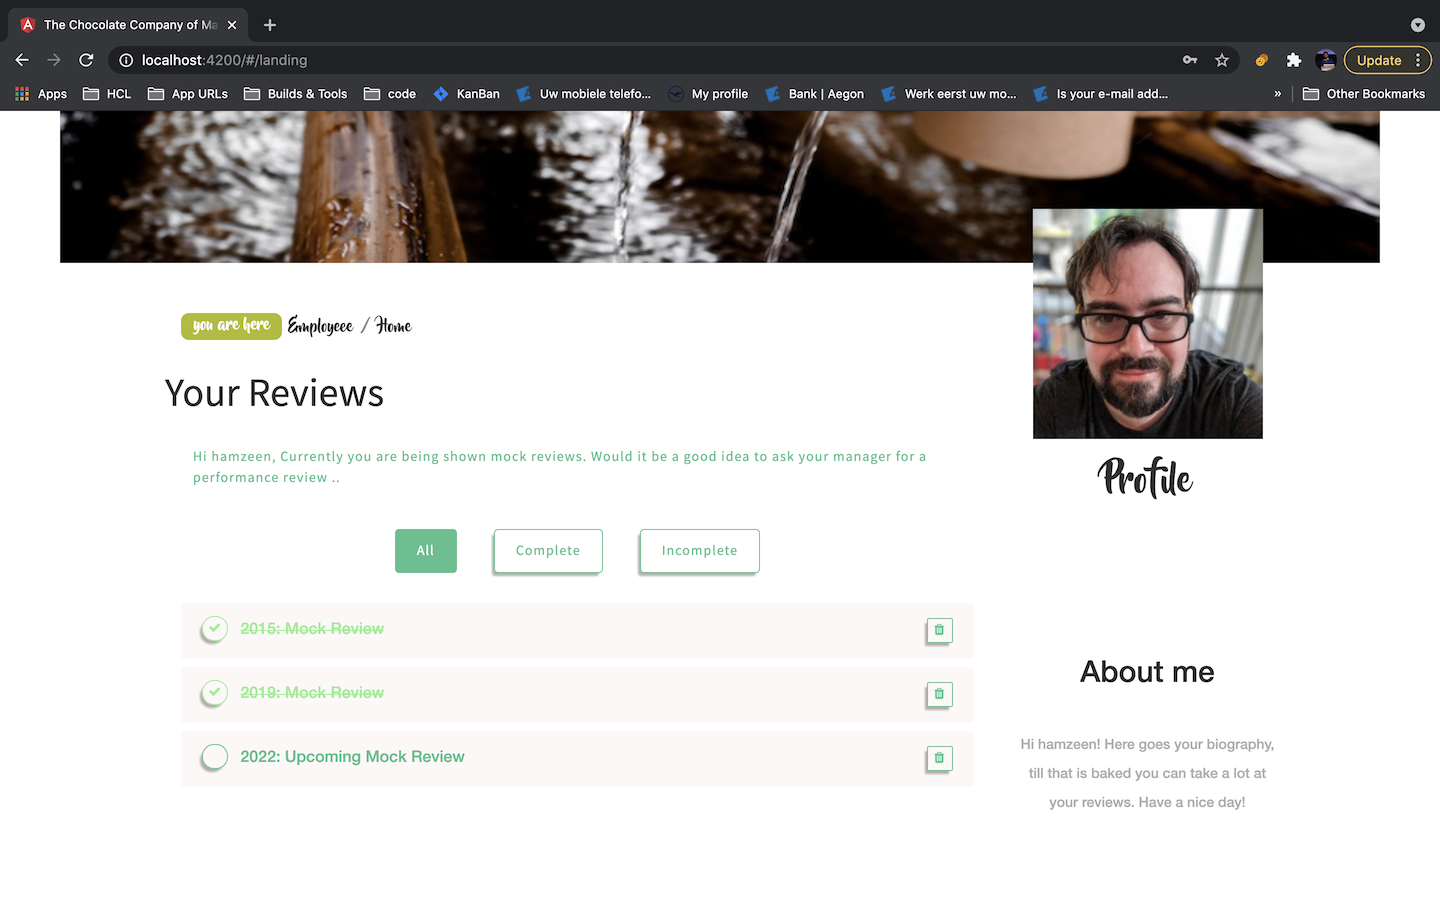 The Chocolate Company of Ma
localhost:4200/#/landing
Update
Apps
HCL
App URLs
Builds & Tools
code
KanBan
Uw mobiele telefo...
My profile
Bank | Aegon
Werk eerst uw mo...
Is your e-mail add...
»
Other Bookmarks
you are here
Employeee / Home
Your Reviews
Hi hamzeen, Currently you are being shown mock reviews. Would it be a good idea to ask your manager for a
performance review ..
All
Complete
Incomplete
2015: Mock Review
2019: Mock Review
2022: Upcoming Mock Review
Profile
About me
Hi hamzeen! Here goes your biography,
till that is baked you can take a lot at
your reviews. Have a nice day!